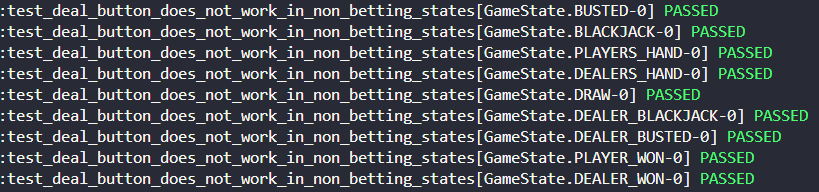 :test_deal_button_does_not_work_in_non_betting_states[GameState.BUSTED-0] PASSED
:test_deal_button_does_not_work_in_non_betting_states[GameState.BLACKJACK-0] PASSED
:test_deal_button_does_not_work_in_non_betting_states[GameState.PLAYERS_HAND-0] PASSED
:test_deal_button_does_not_work_in_non_betting_states[GameState.DEALERS_HAND-0] PASSED
:test_deal_button_does_not_work_in_non_betting_states[GameState.DRAW-0] PASSED
:test_deal_button_does_not_work_in_non_betting_states[GameState.DEALER_BLACKJACK-0] PASSED
:test_deal_button_does_not_work_in_non_betting_states[GameState.DEALER_BUSTED-0] PASSED
:test_deal_button_does_not_work_in_non_betting_states[GameState.PLAYER_WON-0] PASSED
:test_deal_button_does_not_work_in_non_betting_states[GameState.DEALER_WON-0] PASSED